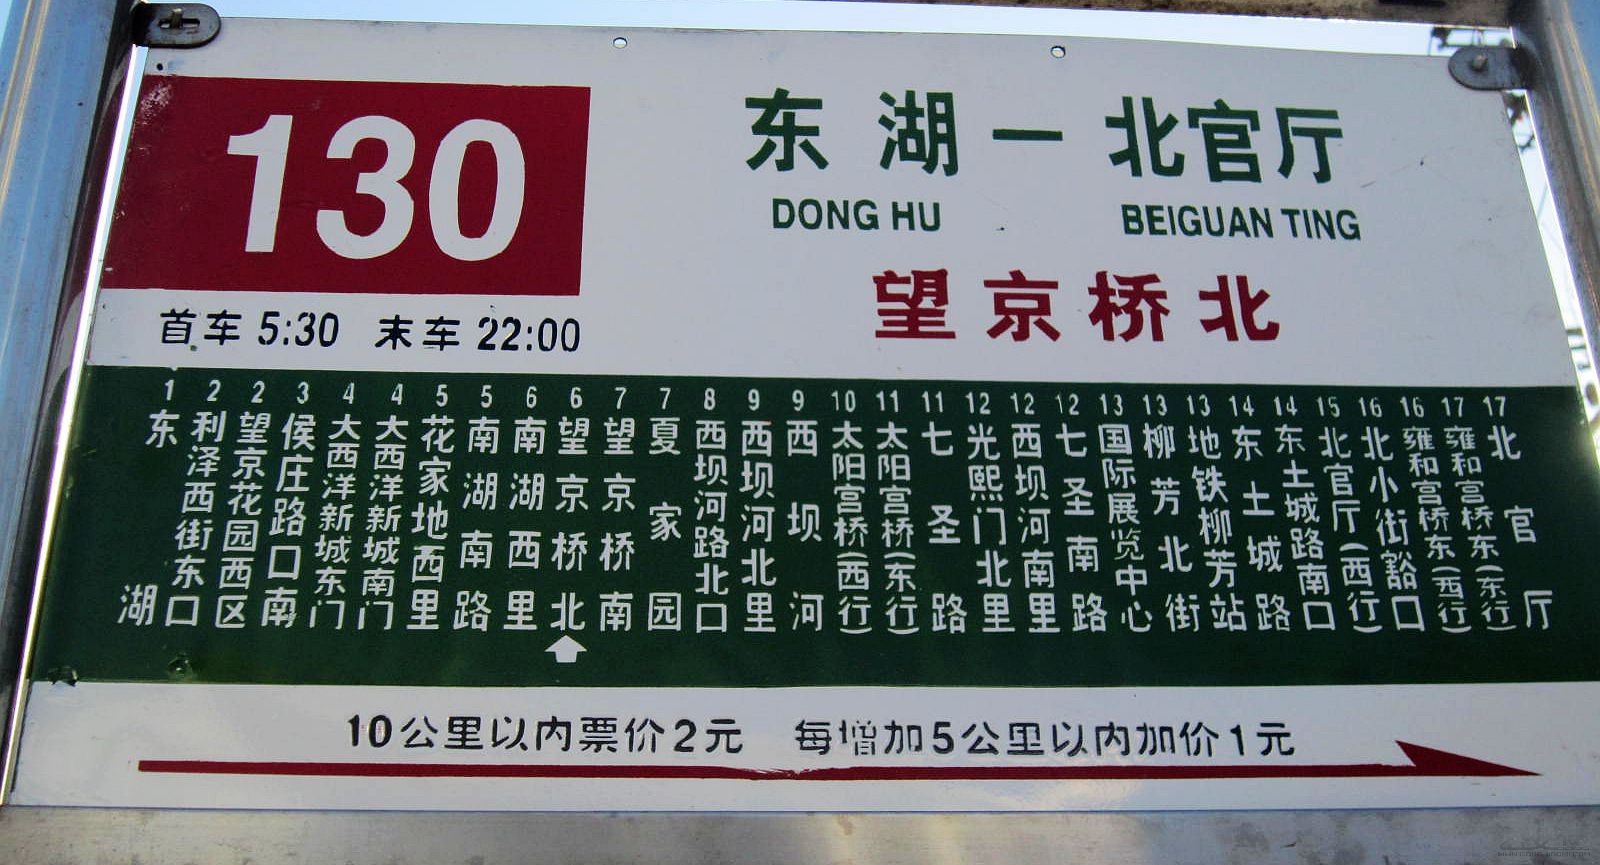 130
东湖一北官厅
DONG HU BEIGUAN TING
望京桥北
首车 5:30 末车 22:00
1 东湖
2 利泽西街东口
2 望京花园西区
3 侯庄路口南
4 大西洋新城东门
4 大西洋新城南门
5 花家地西里
5 南湖南路
6 南湖西里
6 望京桥北
7 望京桥南
7 夏家园
8 西坝河路北口
9 西坝河北里
9 西坝河
10 太阳宫桥(西行)
11 太阳宫桥(东行)
11 七圣路
12 光熙门北里
12 西坝河南里
12 七圣南路
13 国际展览中心
13 柳芳北街
13 地铁柳芳站
14 东土城路
14 东土城路南口
15 北官厅(西行)
16 北小街豁口
16 雍和宫桥东(西行)
17 雍和宫桥东(东行)
17 北官厅
10公里以内票价2元 每增加5公里以内加价1元